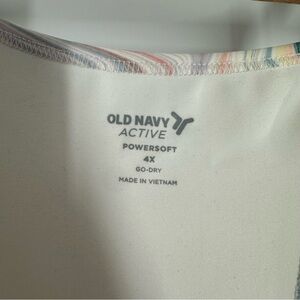 OLD NAVY
ACTIVE
POWERSOFT
4X
GO-DRY
MADE IN VIETNAM